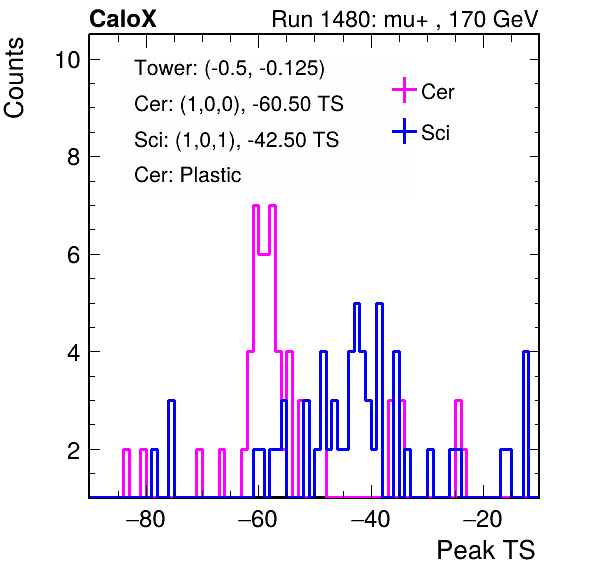 CaloX Run 1480: mu+ , 170 GeV
Counts
10
8
6
4
2
Tower: (-0.5, -0.125)
Cer: (1,0,0), -60.50 TS
Sci: (1,0,1), -42.50 TS
Cer: Plastic
Cer
Sci
−80 −60 −40 −20
Peak TS